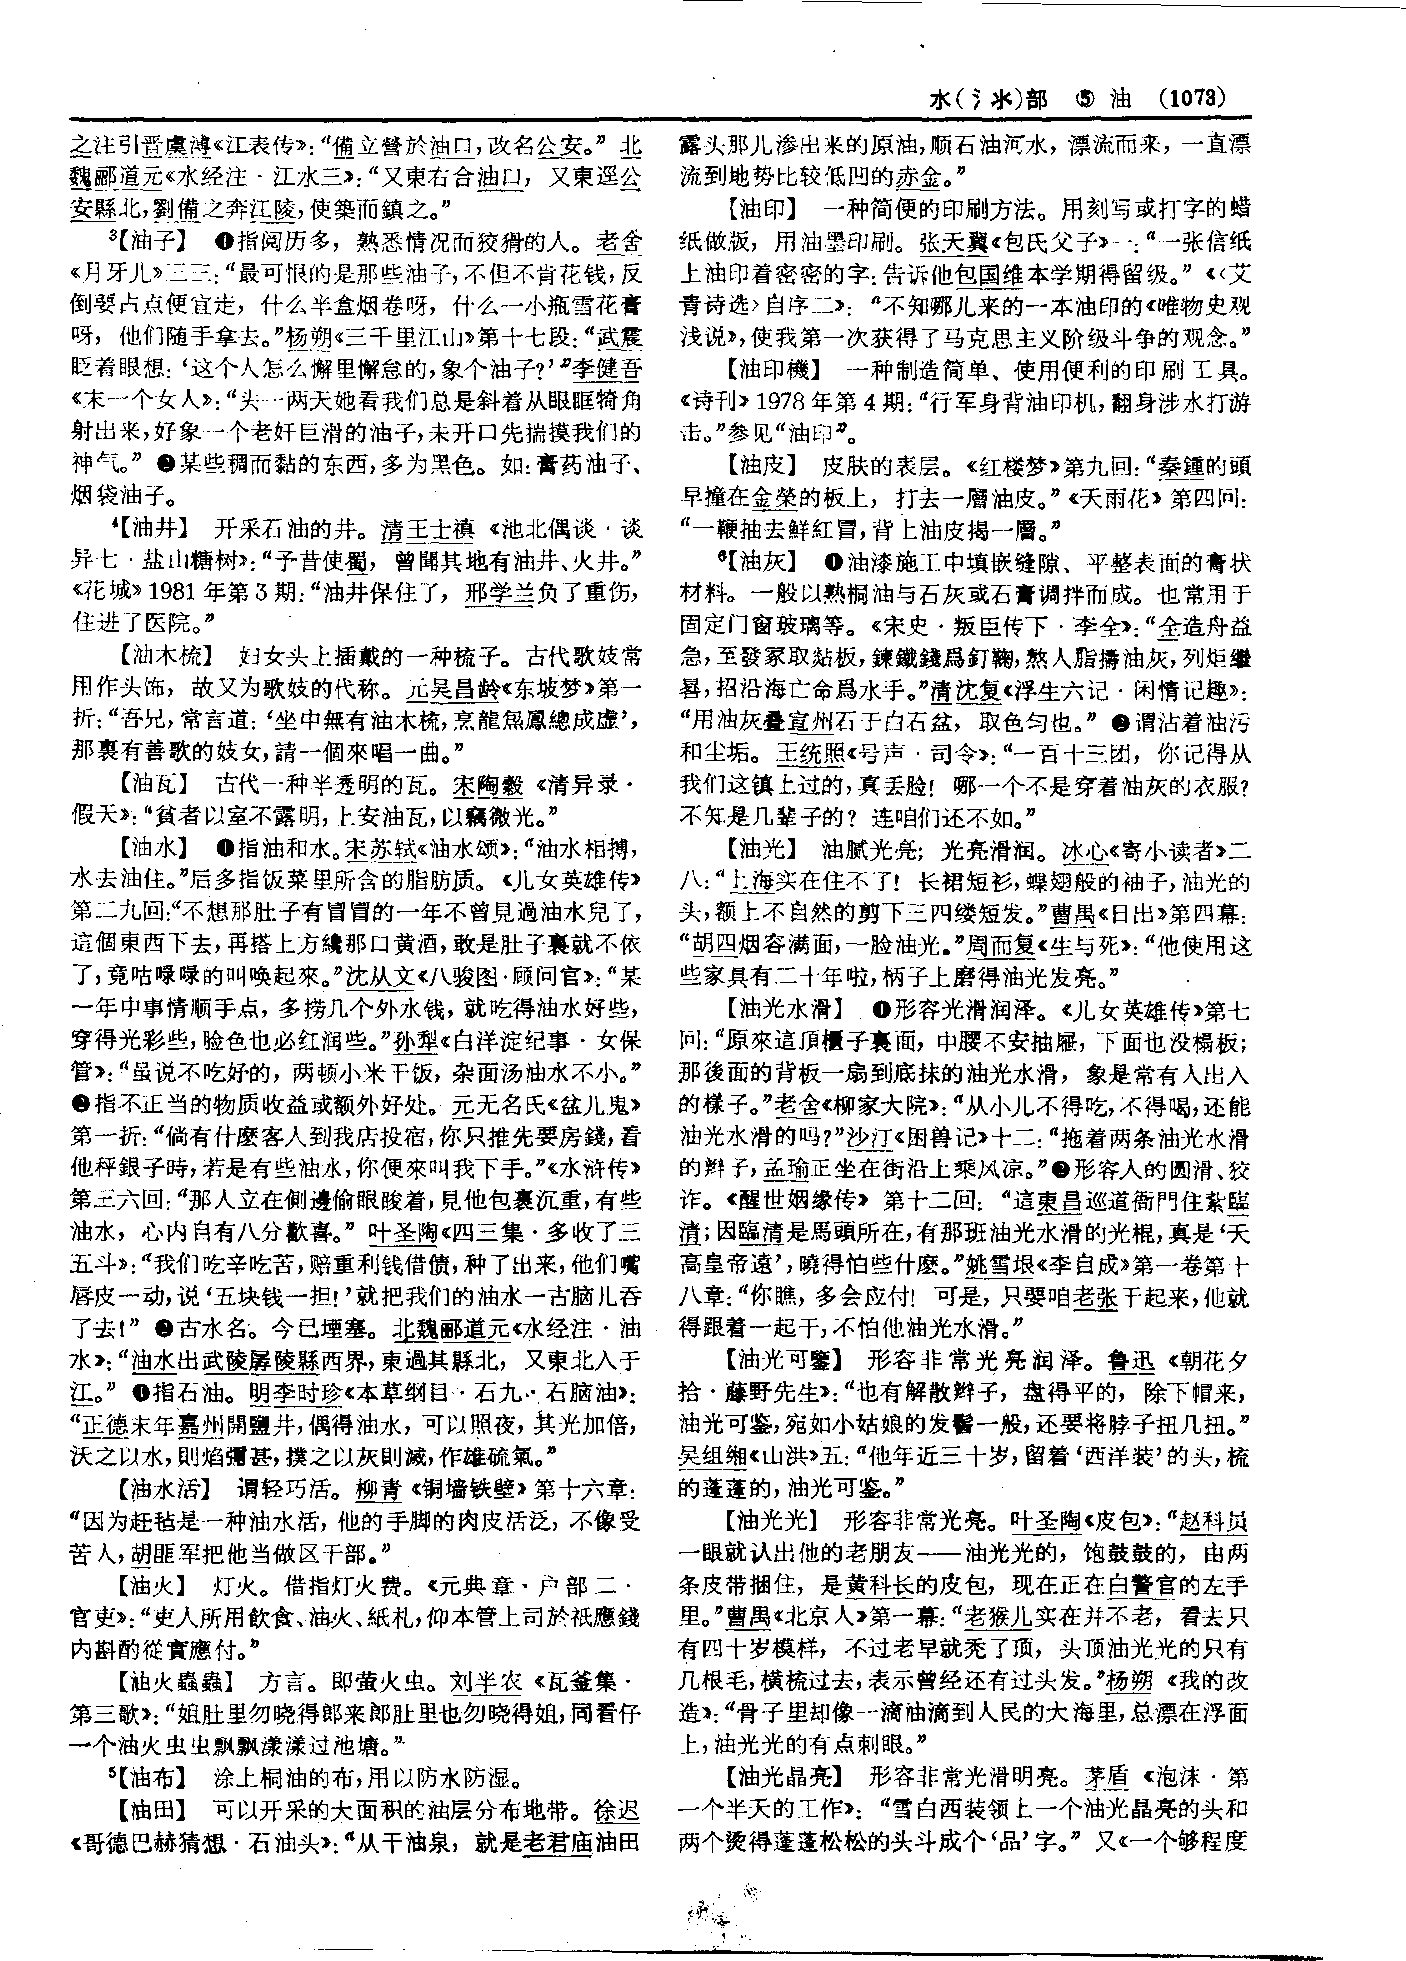 水(氵氺)部 ⑤ 油 (1073)
之注引晋虞溥《江表传》：“備立營於油口，改名公安。”北
魏郦道元《水经注·江水三》：“又東右合油口，又東逕公
安縣北，劉備之奔江陵，使築而鎮之。”
³【油子】 ❶指阅历多，熟悉情况而狡猾的人。老舍
《月牙儿》三三：“最可恨的是那些油子，不但不肯花钱，反
倒要占点便宜走，什么半盒烟卷呀，什么一小瓶雪花膏
呀，他们随手拿去。”杨朔《三千里江山》第十七段：“武震
眨着眼想：‘这个人怎么懈里懈怠的，象个油子？’”李健吾
《末一个女人》：“头一两天她看我们总是斜着从眼眶犄角
射出来，好象一个老奸巨滑的油子，未开口先揣摸我们的
神气。”❷某些稠而黏的东西，多为黑色。如：膏药油子、
烟袋油子。
⁴【油井】 开采石油的井。清王士禛《池北偶谈·谈
异七·盐山糖树》：“予昔使蜀，曾聞其地有油井、火井。”
《花城》1981年第3期：“油井保住了，邢学兰负了重伤，
住进了医院。”
【油木梳】 妇女头上插戴的一种梳子。古代歌妓常
用作头饰，故又为歌妓的代称。元吴昌龄《东坡梦》第一
折：“吾兄，常言道：‘坐中無有油木梳，烹龍炰鳳總成虚’，
那裏有善歌的妓女，請一個來唱一曲。”
【油瓦】 古代一种半透明的瓦。宋陶穀《清异录·
假天》：“貧者以室不露明，上安油瓦，以竊微光。”
【油水】 ❶指油和水。宋苏轼《油水颂》：“油水相搏，
水去油住。”后多指饭菜里所含的脂肪质。《儿女英雄传》
第二九回：“不想那肚子有冒冒的一年不曾見過油水兒了，
這個東西下去，再搭上方纔那口黄酒，敢是肚子裏就不依
了，竟咕嚕嚕的叫唤起來。”沈从文《八骏图·顾问官》：“某
一年中事情顺手点，多捞几个外水钱，就吃得油水好些，
穿得光彩些，脸色也必红润些。”孙犁《白洋淀纪事·女保
管》：“虽说不吃好的，两顿小米干饭，杂面汤油水不小。”
❷指不正当的物质收益或额外好处。元无名氏《盆儿鬼》
第一折：“倘有什麽客人到我店投宿，你只推先要房錢，看
他秤銀子時，若是有些油水，你便來叫我下手。”《水浒传》
第三六回：“那人立在側邊偷眼睃着，見他包裹沉重，有些
油水，心内自有八分歡喜。”叶圣陶《四三集·多收了三
五斗》：“我们吃辛吃苦，赔重利钱借债，种了出来，他们嘴
唇皮一动，说‘五块钱一担！’就把我们的油水一古脑儿吞
了去！”❸古水名。今已堙塞。北魏郦道元《水经注·油
水》：“油水出武陵孱陵縣西界，東過其縣北，又東北入于
江。”❹指石油。明李时珍《本草纲目·石九·石脑油》：
“正德末年嘉州開鹽井，偶得油水，可以照夜，其光加倍，
沃之以水，則焰彌甚，撲之以灰則滅，作雄硫氣。”
【油水活】 谓轻巧活。柳青《铜墙铁壁》第十六章：
“因为赶毡是一种油水活，他的手脚的肉皮活泛，不像受
苦人，胡匪军把他当做区干部。”
【油火】 灯火。借指灯火费。《元典章·户部二·
官吏》：“吏人所用飲食、油火、紙札，仰本管上司於祇應錢
内斟酌從實應付。”
【油火蟲蟲】 方言。即萤火虫。刘半农《瓦釜集·
第三歌》：“姐肚里勿晓得郎来郎肚里也勿晓得姐，同看仔
一个油火虫虫飘飘漾漾过池塘。”
⁵【油布】 涂上桐油的布，用以防水防湿。
【油田】 可以开采的大面积的油层分布地带。徐迟
《哥德巴赫猜想·石油头》：“从干油泉，就是老君庙油田
露头那儿渗出来的原油，顺石油河水，漂流而来，一直漂
流到地势比较低凹的赤金。”
【油印】 一种简便的印刷方法。用刻写或打字的蜡
纸做版，用油墨印刷。张天翼《包氏父子》一：“一张信纸
上油印着密密的字：告诉他包国维本学期得留级。”《〈艾
青诗选〉自序二》：“不知哪儿来的一本油印的《唯物史观
浅说》，使我第一次获得了马克思主义阶级斗争的观念。”
【油印機】 一种制造简单、使用便利的印刷工具。
《诗刊》1978年第4期：“行军身背油印机，翻身涉水打游
击。”参见“油印”。
【油皮】 皮肤的表层。《红楼梦》第九回：“秦鍾的頭
早撞在金榮的板上，打去一層油皮。”《天雨花》第四回：
“一鞭抽去鮮紅冒，背上油皮揭一層。”
⁶【油灰】 ❶油漆施工中填嵌缝隙、平整表面的膏状
材料。一般以熟桐油与石灰或石膏调拌而成。也常用于
固定门窗玻璃等。《宋史·叛臣传下·李全》：“全造舟益
急，至發冢取黏板，鍊鐵錢爲釘鞠，熬人脂擣油灰，列炬繼
晷，招沿海亡命爲水手。”清沈复《浮生六记·闲情记趣》：
“用油灰叠宣州石于白石盆，取色匀也。”❷谓沾着油污
和尘垢。王统照《号声·司令》：“一百十三团，你记得从
我们这镇上过的，真丢脸！哪一个不是穿着油灰的衣服？
不知是几辈子的？连咱们还不如。”
【油光】 油腻光亮；光亮滑润。冰心《寄小读者》二
八：“上海实在住不了！长裙短衫，蝶翅般的袖子，油光的
头，额上不自然的剪下三四缕短发。”曹禺《日出》第四幕：
“胡四烟容满面，一脸油光。”周而复《生与死》：“他使用这
些家具有二十年啦，柄子上磨得油光发亮。”
【油光水滑】 ❶形容光滑润泽。《儿女英雄传》第七
回：“原來這頂櫃子裏面，中腰不安抽屜，下面也没榻板；
那後面的背板一扇到底抹的油光水滑，象是常有人出入
的樣子。”老舍《柳家大院》：“从小儿不得吃，不得喝，还能
油光水滑的吗？”沙汀《困兽记》十二：“拖着两条油光水滑
的辫子，孟瑜正坐在街沿上乘风凉。”❷形容人的圆滑、狡
诈。《醒世姻缘传》第十二回：“這東昌巡道衙門住紮臨
清；因臨清是馬頭所在，有那班油光水滑的光棍，真是‘天
高皇帝遠’，曉得怕些什麽。”姚雪垠《李自成》第一卷第十
八章：“你瞧，多会应付！可是，只要咱老张干起来，他就
得跟着一起干，不怕他油光水滑。”
【油光可鑒】 形容非常光亮润泽。鲁迅《朝花夕
拾·藤野先生》：“也有解散辫子，盘得平的，除下帽来，
油光可鉴，宛如小姑娘的发髻一般，还要将脖子扭几扭。”
吴组缃《山洪》五：“他年近三十岁，留着‘西洋装’的头，梳
的蓬蓬的，油光可鉴。”
【油光光】 形容非常光亮。叶圣陶《皮包》：“赵科员
一眼就认出他的老朋友——油光光的，饱鼓鼓的，由两
条皮带捆住，是黄科长的皮包，现在正在白警官的左手
里。”曹禺《北京人》第一幕：“老猴儿实在并不老，看去只
有四十岁模样，不过老早就秃了顶，头顶油光光的只有
几根毛，横梳过去，表示曾经还有过头发。”杨朔《我的改
造》：“骨子里却像一滴油滴到人民的大海里，总漂在浮面
上，油光光的有点刺眼。”
【油光晶亮】 形容非常光滑明亮。茅盾《泡沫·第
一个半天的工作》：“雪白西装领上一个油光晶亮的头和
两个烫得蓬蓬松松的头斗成个‘品’字。”又《一个够程度